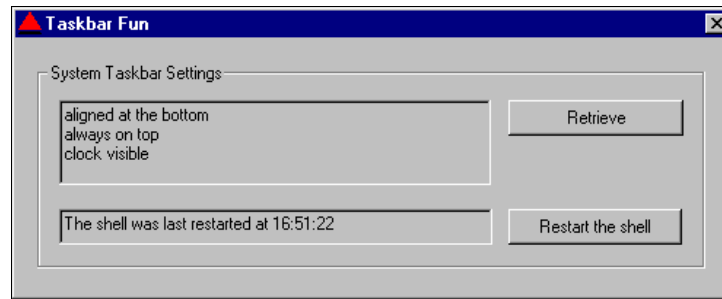 Taskbar Fun
System Taskbar Settings
aligned at the bottom
always on top
clock visible
Retrieve
The shell was last restarted at 16:51:22
Restart the shell